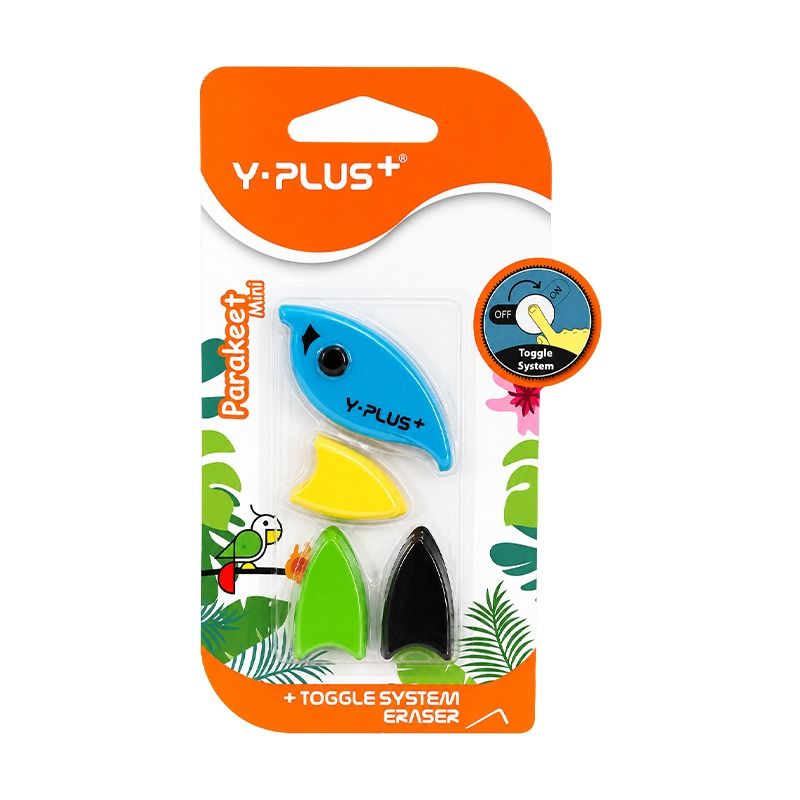 Y·PLUS+®
Parakeet
Mini
OFF
ON
Toggle
System
Y·PLUS+
+ TOGGLE SYSTEM
ERASER